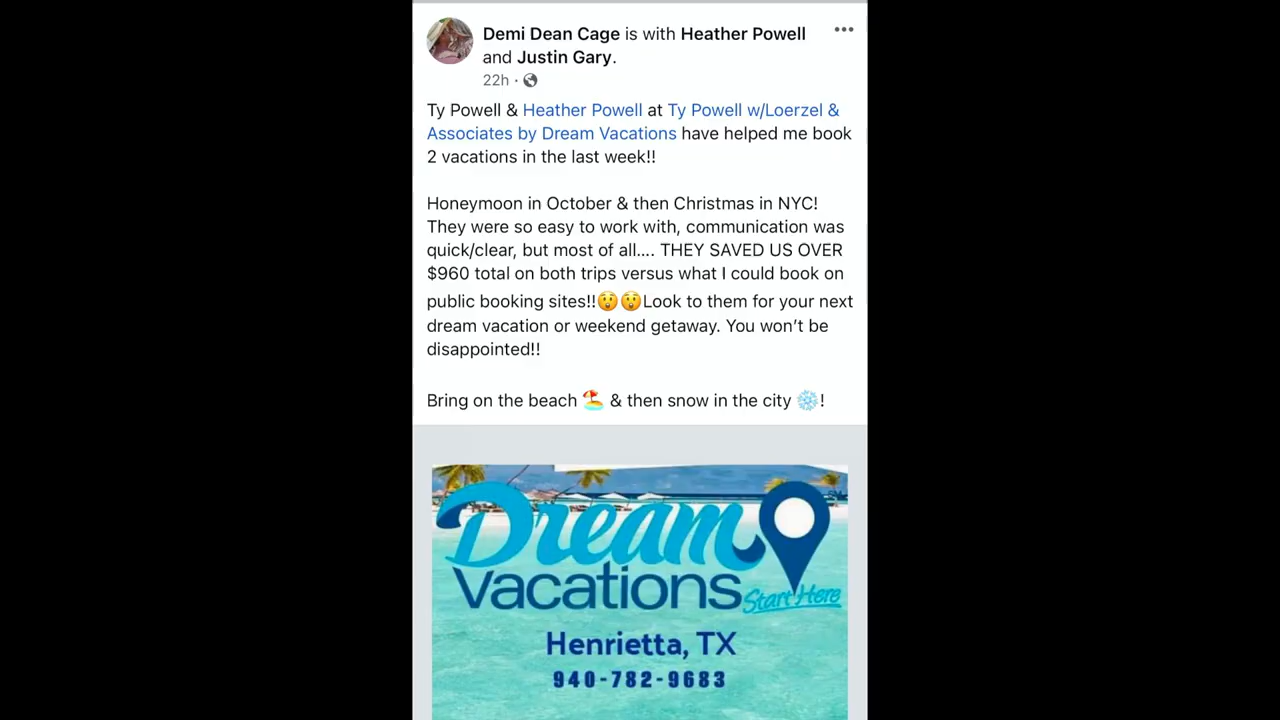 Demi Dean Cage is with Heather Powell
and Justin Gary.
22h ·
Ty Powell & Heather Powell at Ty Powell w/Loerzel &
Associates by Dream Vacations have helped me book
2 vacations in the last week!!
Honeymoon in October & then Christmas in NYC!
They were so easy to work with, communication was
quick/clear, but most of all.... THEY SAVED US OVER
$960 total on both trips versus what I could book on
public booking sites!!😲😲Look to them for your next
dream vacation or weekend getaway. You won’t be
disappointed!!
Bring on the beach 🏖️ & then snow in the city ❄️!
Dream
Vacations
Start Here
Henrietta, TX
940-782-9683